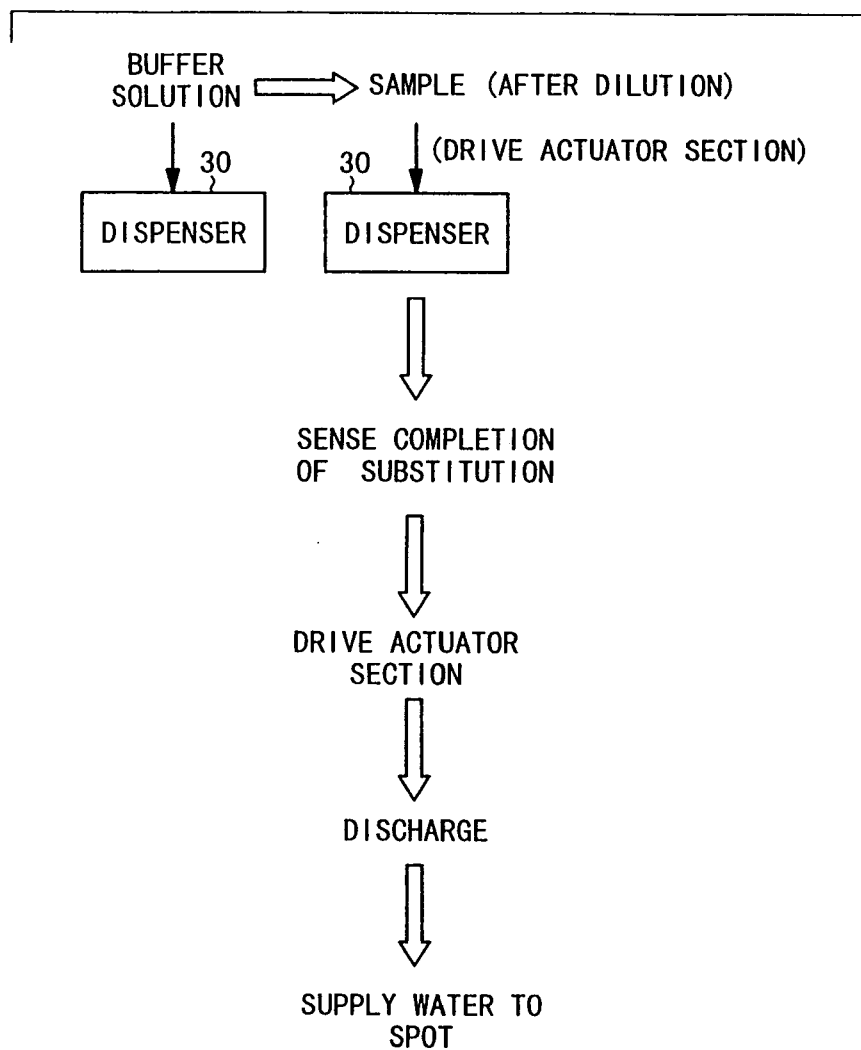 BUFFER
SOLUTION
SAMPLE (AFTER DILUTION)
(DRIVE ACTUATOR SECTION)
30
30
DISPENSER
DISPENSER
SENSE COMPLETION
OF SUBSTITUTION
DRIVE ACTUATOR
SECTION
DISCHARGE
SUPPLY WATER TO
SPOT